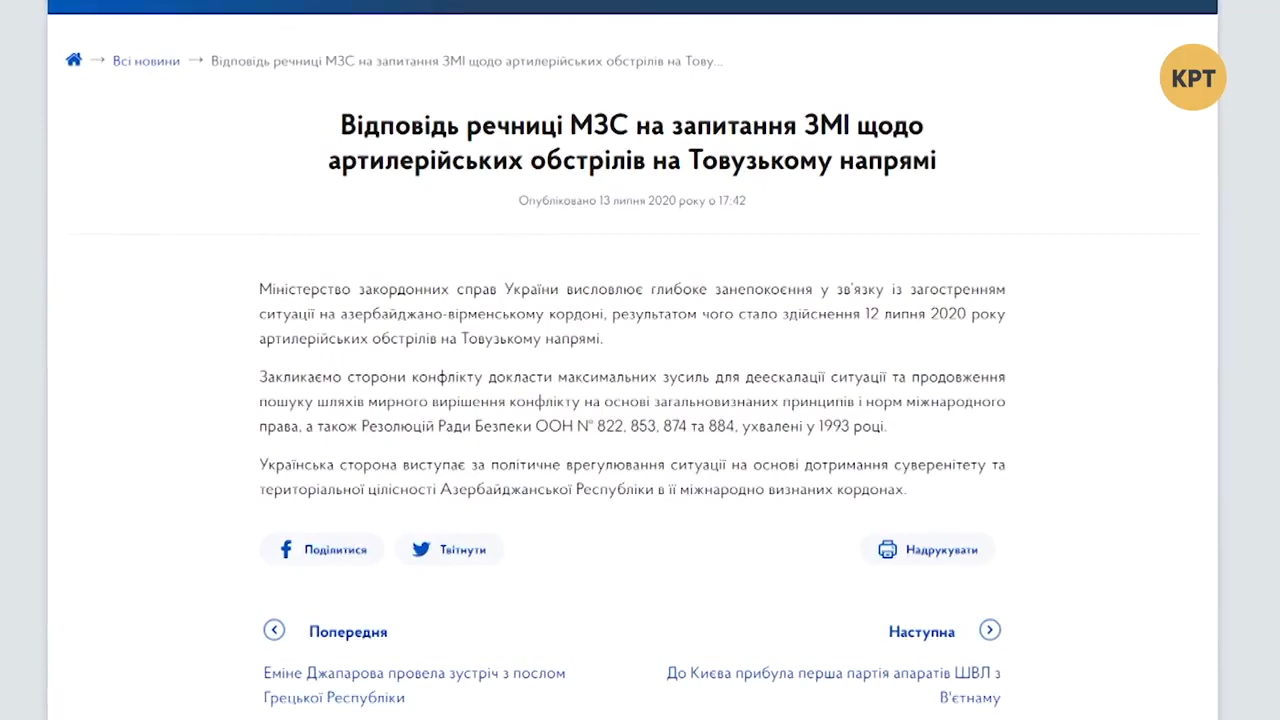 Всі новини → Відповідь речниці МЗС на запитання ЗМІ щодо артилерійських обстрілів на Тову...
КРТ
Відповідь речниці МЗС на запитання ЗМІ щодо
артилерійських обстрілів на Товузькому напрямі
Опубліковано 13 липня 2020 року о 17:42
Міністерство закордонних справ України висловлює глибоке занепокоєння у зв'язку із загостренням
ситуації на азербайджано-вірменському кордоні, результатом чого стало здійснення 12 липня 2020 року
артилерійських обстрілів на Товузькому напрямі.
Закликаємо сторони конфлікту докласти максимальних зусиль для деескалації ситуації та продовження
пошуку шляхів мирного вирішення конфлікту на основі загальновизнаних принципів і норм міжнародного
права, а також Резолюцій Ради Безпеки ООН № 822, 853, 874 та 884, ухвалені у 1993 році.
Українська сторона виступає за політичне врегулювання ситуації на основі дотримання суверенітету та
територіальної цілісності Азербайджанської Республіки в її міжнародно визнаних кордонах.
Поділитися Твітнути Надрукувати
Попередня Наступна
Еміне Джапарова провела зустріч з послом До Києва прибула перша партія апаратів ШВЛ з
Грецької Республіки В'єтнаму